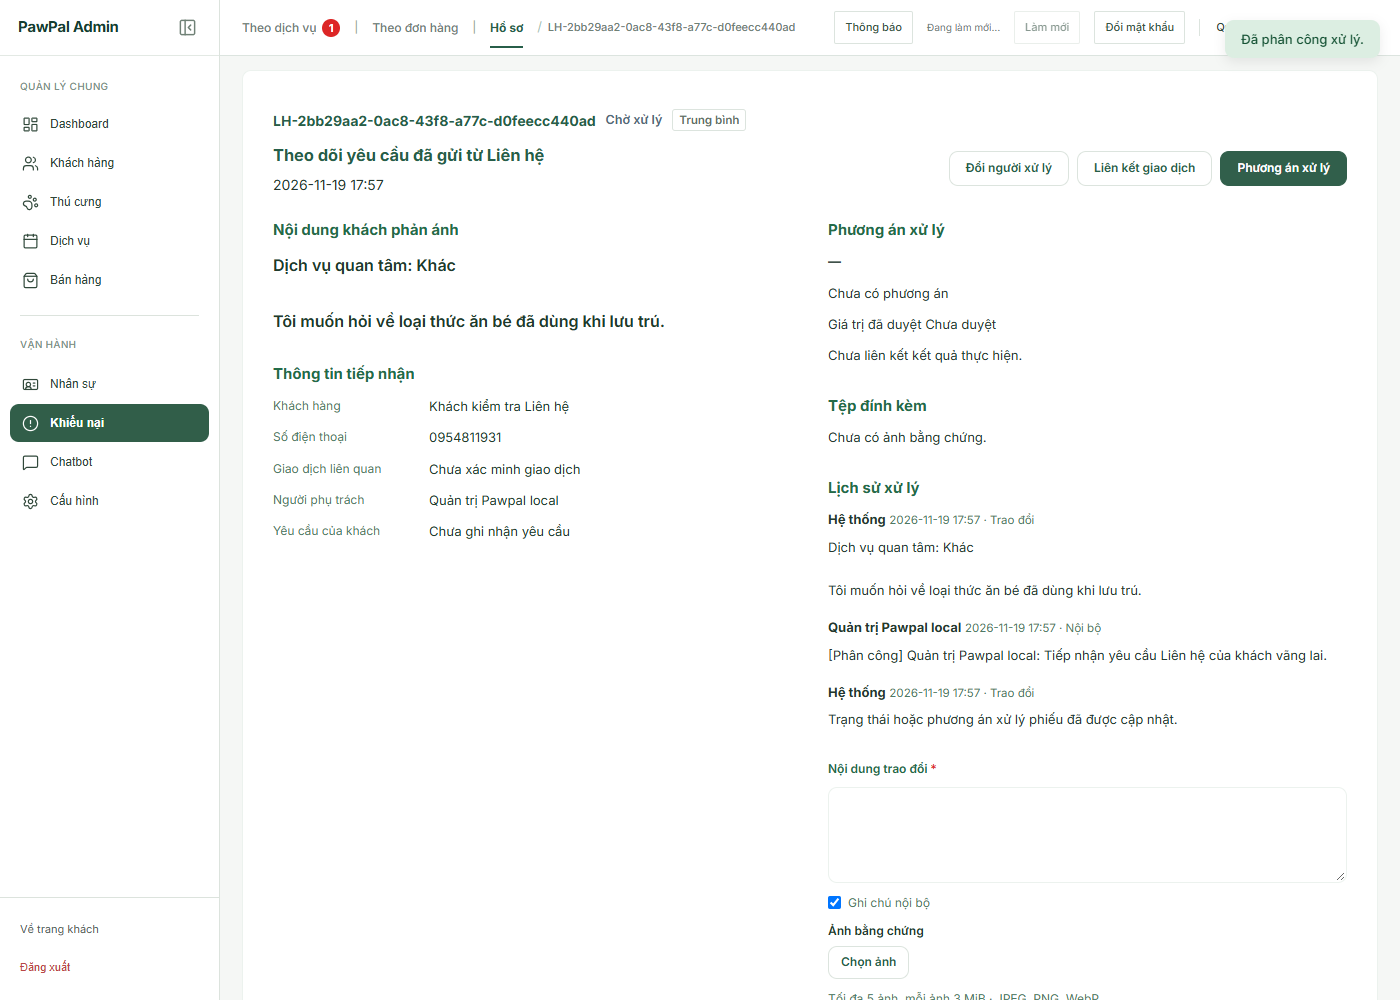 PawPal Admin
QUẢN LÝ CHUNG
Dashboard
Khách hàng
Thú cưng
Dịch vụ
Bán hàng
VẬN HÀNH
Nhân sự
Khiếu nại
Chatbot
Cấu hình
Về trang khách
Đăng xuất
Theo dịch vụ 1 | Theo đơn hàng | Hồ sơ / LH-2bb29aa2-0ac8-43f8-a77c-d0feecc440ad Thông báo Đang làm mới... Làm mới Đổi mật khẩu Q
Đã phân công xử lý.
LH-2bb29aa2-0ac8-43f8-a77c-d0feecc440ad Chờ xử lý Trung bình
Theo dõi yêu cầu đã gửi từ Liên hệ
2026-11-19 17:57
Đổi người xử lý Liên kết giao dịch Phương án xử lý
Nội dung khách phản ánh
Dịch vụ quan tâm: Khác
Tôi muốn hỏi về loại thức ăn bé đã dùng khi lưu trú.
Thông tin tiếp nhận
Khách hàng Khách kiểm tra Liên hệ
Số điện thoại 0954811931
Giao dịch liên quan Chưa xác minh giao dịch
Người phụ trách Quản trị Pawpal local
Yêu cầu của khách Chưa ghi nhận yêu cầu
Phương án xử lý
—
Chưa có phương án
Giá trị đã duyệt Chưa duyệt
Chưa liên kết kết quả thực hiện.
Tệp đính kèm
Chưa có ảnh bằng chứng.
Lịch sử xử lý
Hệ thống 2026-11-19 17:57 · Trao đổi
Dịch vụ quan tâm: Khác
Tôi muốn hỏi về loại thức ăn bé đã dùng khi lưu trú.
Quản trị Pawpal local 2026-11-19 17:57 · Nội bộ
[Phân công] Quản trị Pawpal local: Tiếp nhận yêu cầu Liên hệ của khách vãng lai.
Hệ thống 2026-11-19 17:57 · Trao đổi
Trạng thái hoặc phương án xử lý phiếu đã được cập nhật.
Nội dung trao đổi *
Ghi chú nội bộ
Ảnh bằng chứng
Chọn ảnh
Tối đa 5 ảnh, mỗi ảnh 3 MiB · JPEG, PNG, WebP